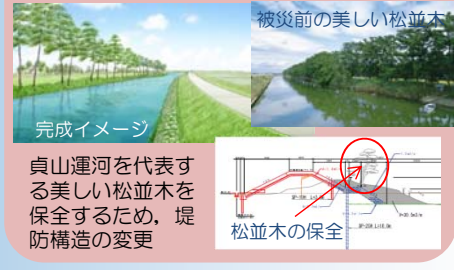 被災前の美しい松並木
完成イメージ
貞山運河を代表す
る美しい松並木を
保全するため，堤
防構造の変更
松並木の保全